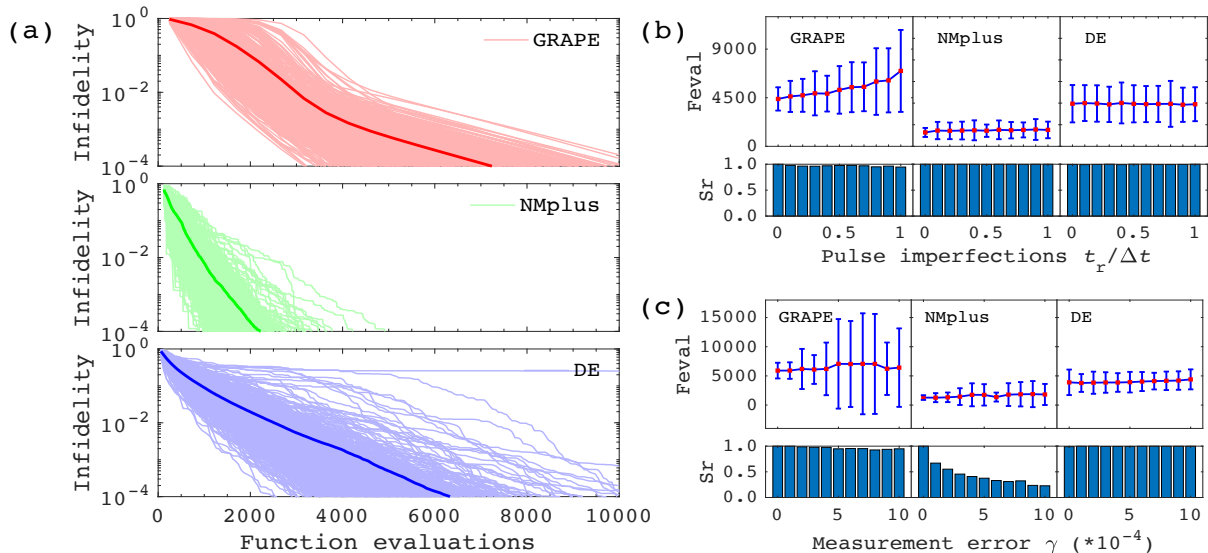 (a)
Infidelity
10^0
10^-2
10^-4
GRAPE
Infidelity
10^0
10^-2
10^-4
NMplus
Infidelity
10^0
10^-2
10^-4
DE
0 2000 4000 6000 8000 10000
Function evaluations
(b)
Feval
9000
4500
0
GRAPE NMplus DE
Sr
1.0
0.5
0.0
0 0.5 1 0 0.5 1 0 0.5 1
Pulse imperfections t_r/Δt
(c)
Feval
15000
10000
5000
0
GRAPE NMplus DE
Sr
1.0
0.5
0.0
0 5 10 0 5 10 0 5 10
Measurement error γ (*10^-4)